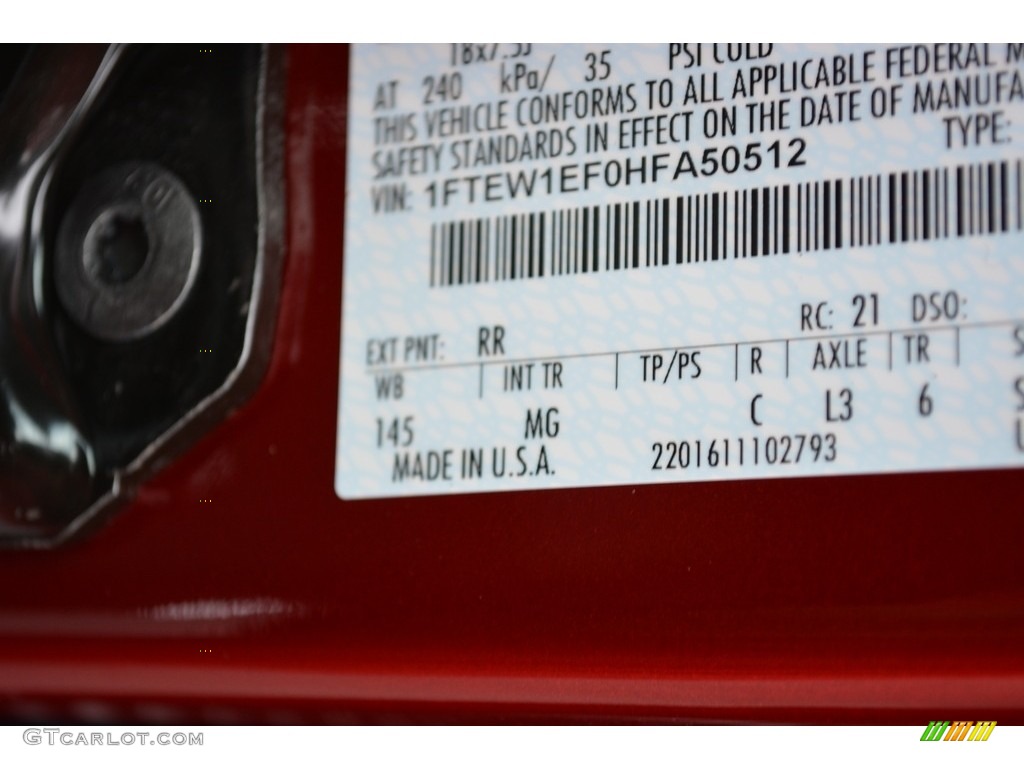 18x7.5J
AT 240 kPa/ 35 PSI COLD
THIS VEHICLE CONFORMS TO ALL APPLICABLE FEDERAL M
SAFETY STANDARDS IN EFFECT ON THE DATE OF MANUFA
VIN: 1FTEW1EF0HFA50512 TYPE:
EXT PNT: RR RC: 21 DSO:
WB | INT TR | TP/PS | R | AXLE | TR | S
145 MG C L3 6 S
MADE IN U.S.A. 2201611102793
GTCARLOT.COM